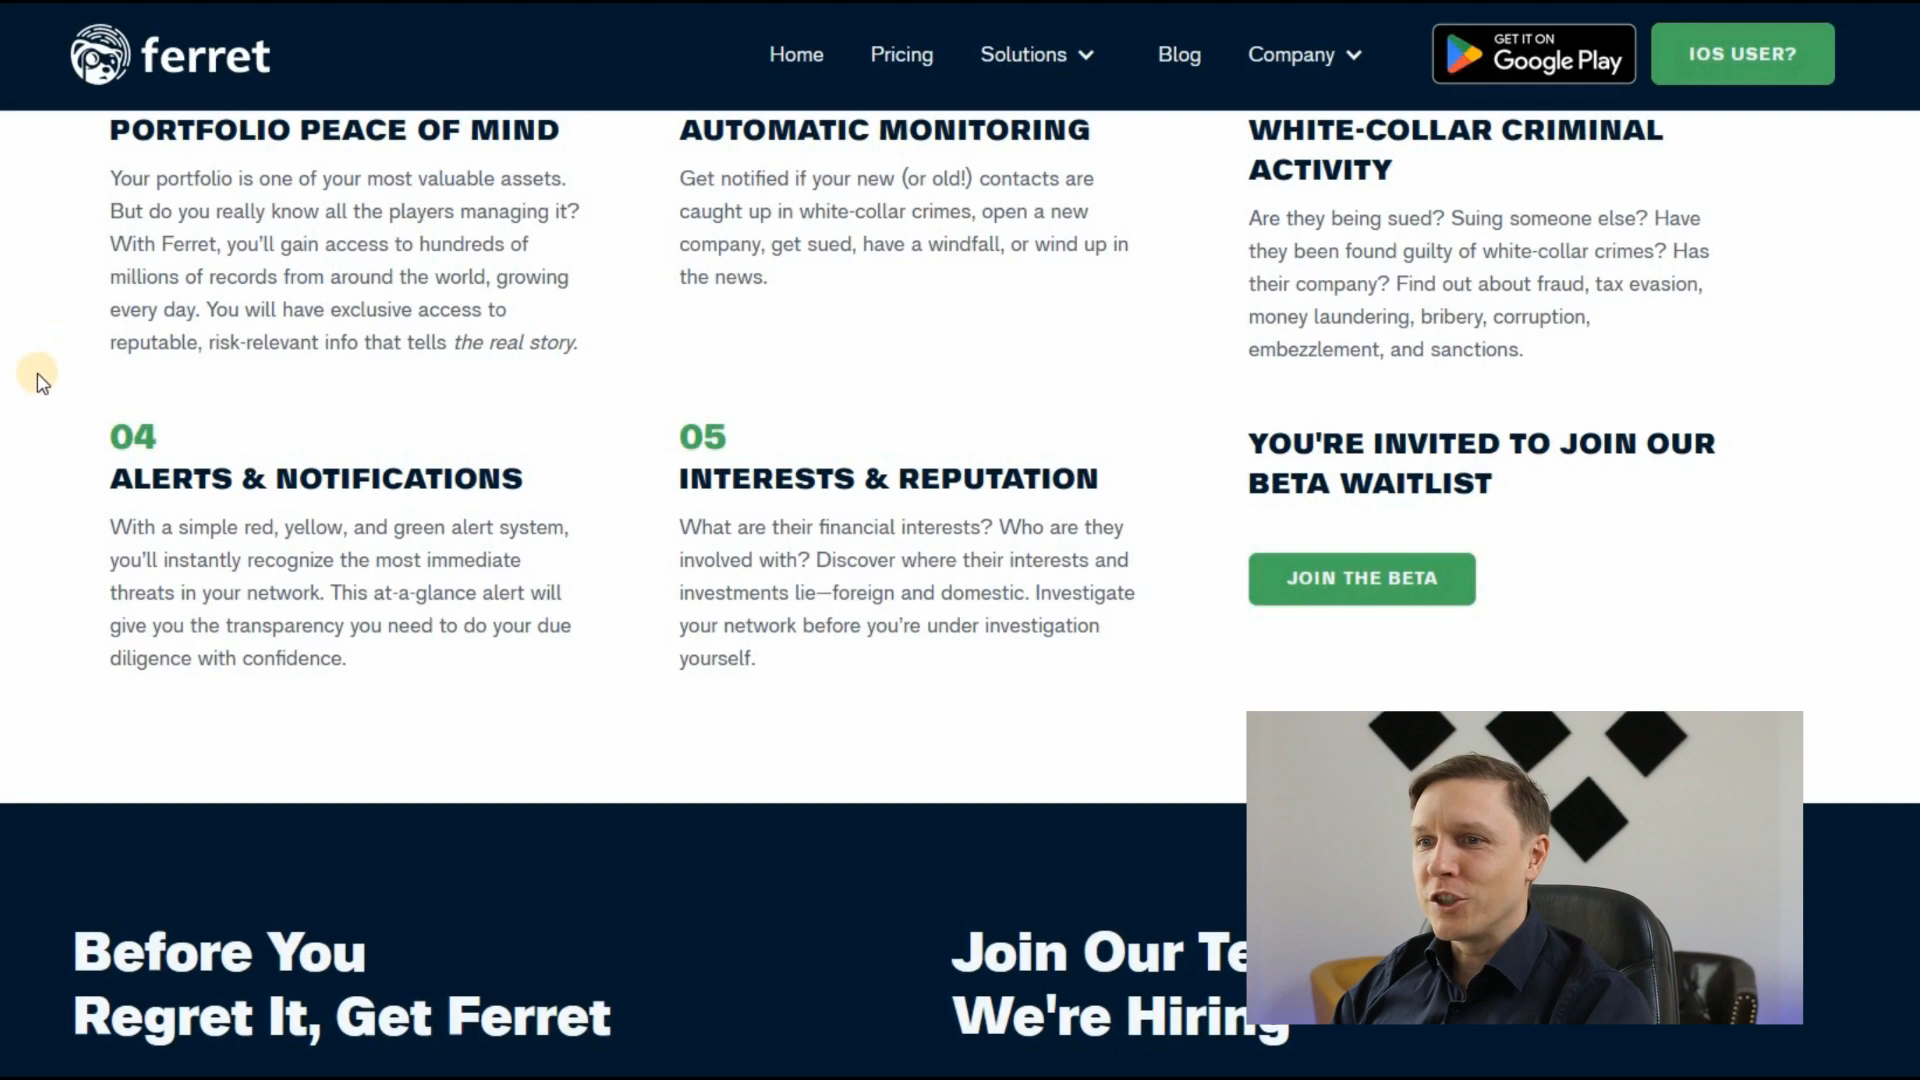 ferret
Home
Pricing
Solutions
Blog
Company
GET IT ON
Google Play
IOS USER?
PORTFOLIO PEACE OF MIND
Your portfolio is one of your most valuable assets.
But do you really know all the players managing it?
With Ferret, you'll gain access to hundreds of
millions of records from around the world, growing
every day. You will have exclusive access to
reputable, risk-relevant info that tells the real story.
AUTOMATIC MONITORING
Get notified if your new (or old!) contacts are
caught up in white-collar crimes, open a new
company, get sued, have a windfall, or wind up in
the news.
WHITE-COLLAR CRIMINAL
ACTIVITY
Are they being sued? Suing someone else? Have
they been found guilty of white-collar crimes? Has
their company? Find out about fraud, tax evasion,
money laundering, bribery, corruption,
embezzlement, and sanctions.
04
ALERTS & NOTIFICATIONS
With a simple red, yellow, and green alert system,
you'll instantly recognize the most immediate
threats in your network. This at-a-glance alert will
give you the transparency you need to do your due
diligence with confidence.
05
INTERESTS & REPUTATION
What are their financial interests? Who are they
involved with? Discover where their interests and
investments lie—foreign and domestic. Investigate
your network before you're under investigation
yourself.
YOU'RE INVITED TO JOIN OUR
BETA WAITLIST
JOIN THE BETA
Before You
Regret It, Get Ferret
Join Our
We're Hiring